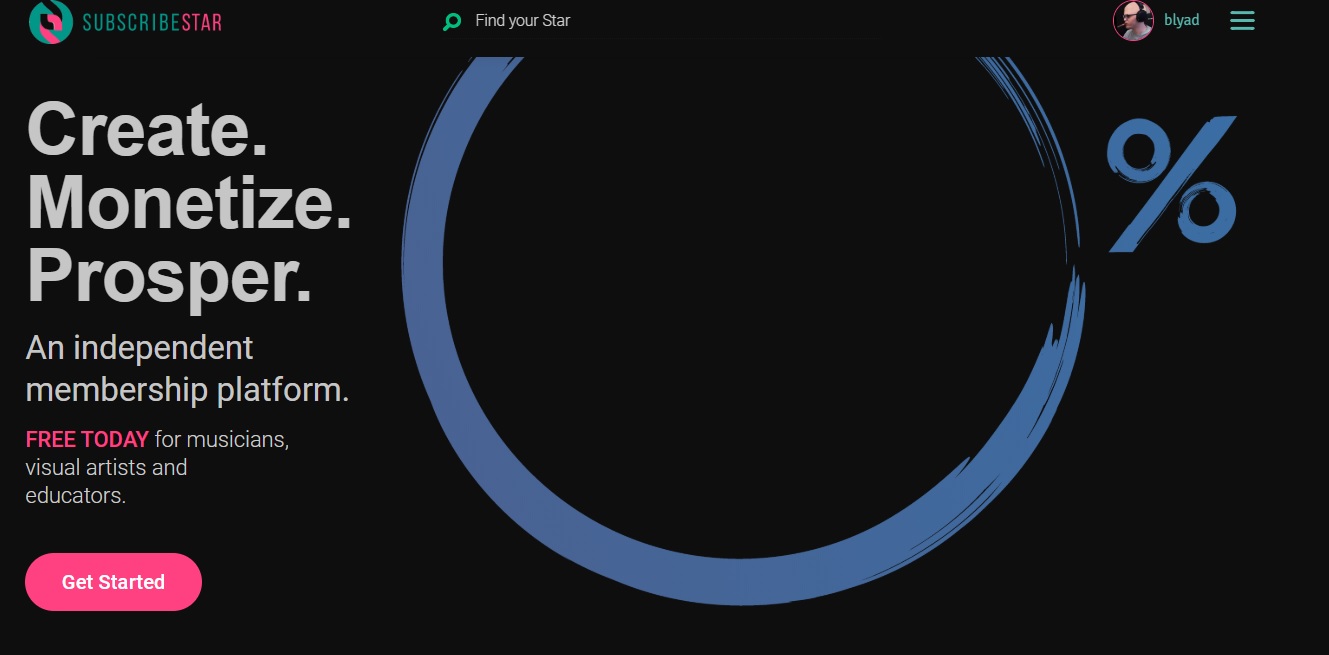 SUBSCRIBESTAR
Find your Star
blyad
Create.
Monetize.
Prosper.
An independent
membership platform.
FREE TODAY for musicians,
visual artists and
educators.
Get Started
0%